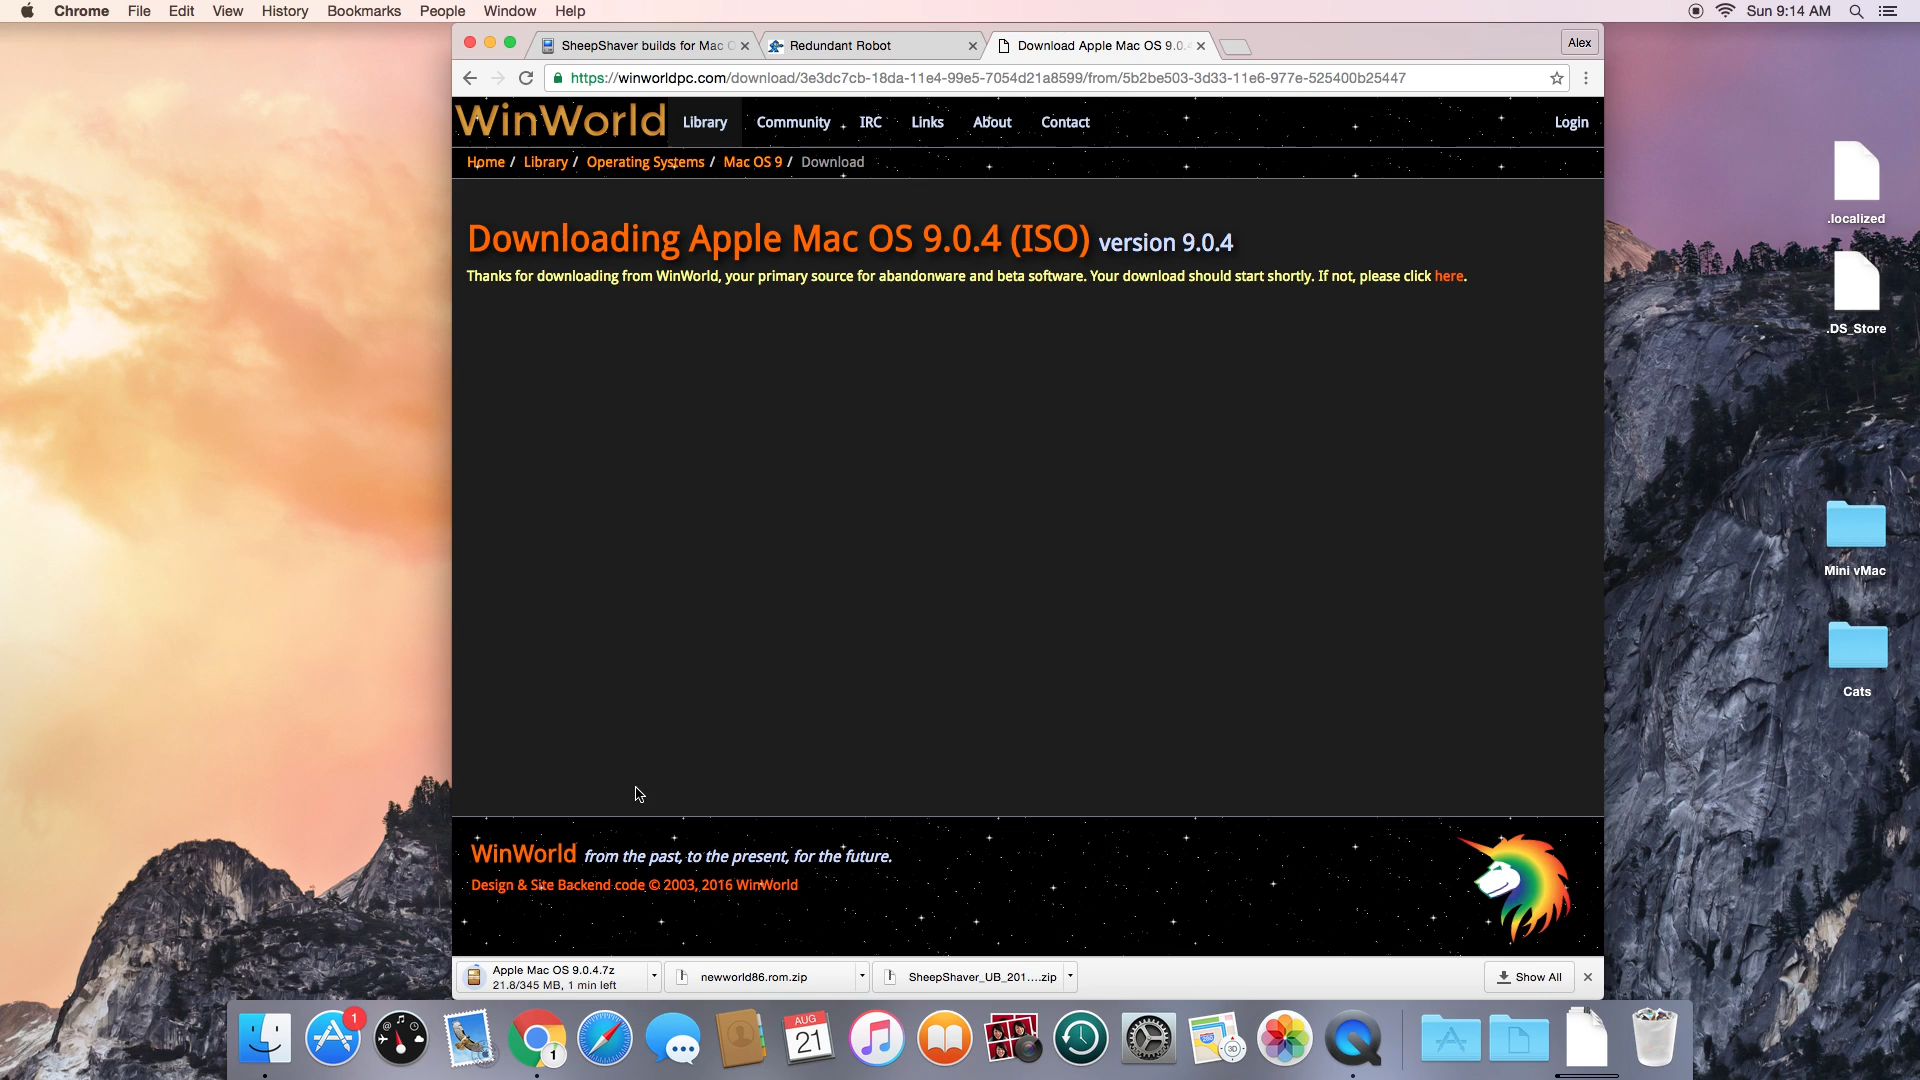 Chrome File Edit View History Bookmarks People Window Help Sun 9:14 AM
SheepShaver builds for Mac O Redundant Robot Download Apple Mac OS 9.0. Alex
https://winworldpc.com/download/3e3dc7cb-18da-11e4-99e5-7054d21a8599/from/5b2be503-3d33-11e6-977e-525400b25447
WinWorld Library Community IRC Links About Contact Login
Home / Library / Operating Systems / Mac OS 9 / Download
.localized
Downloading Apple Mac OS 9.0.4 (ISO) version 9.0.4
Thanks for downloading from WinWorld, your primary source for abandonware and beta software. Your download should start shortly. If not, please click here.
.DS_Store
Mini vMac
Cats
WinWorld from the past, to the present, for the future.
Design & Site Backend code © 2003, 2016 WinWorld
Apple Mac OS 9.0.4.7z
21.8/345 MB, 1 min left
newworld86.rom.zip
SheepShaver_UB_201....zip
Show All
1
1
AUG
21
280
3D